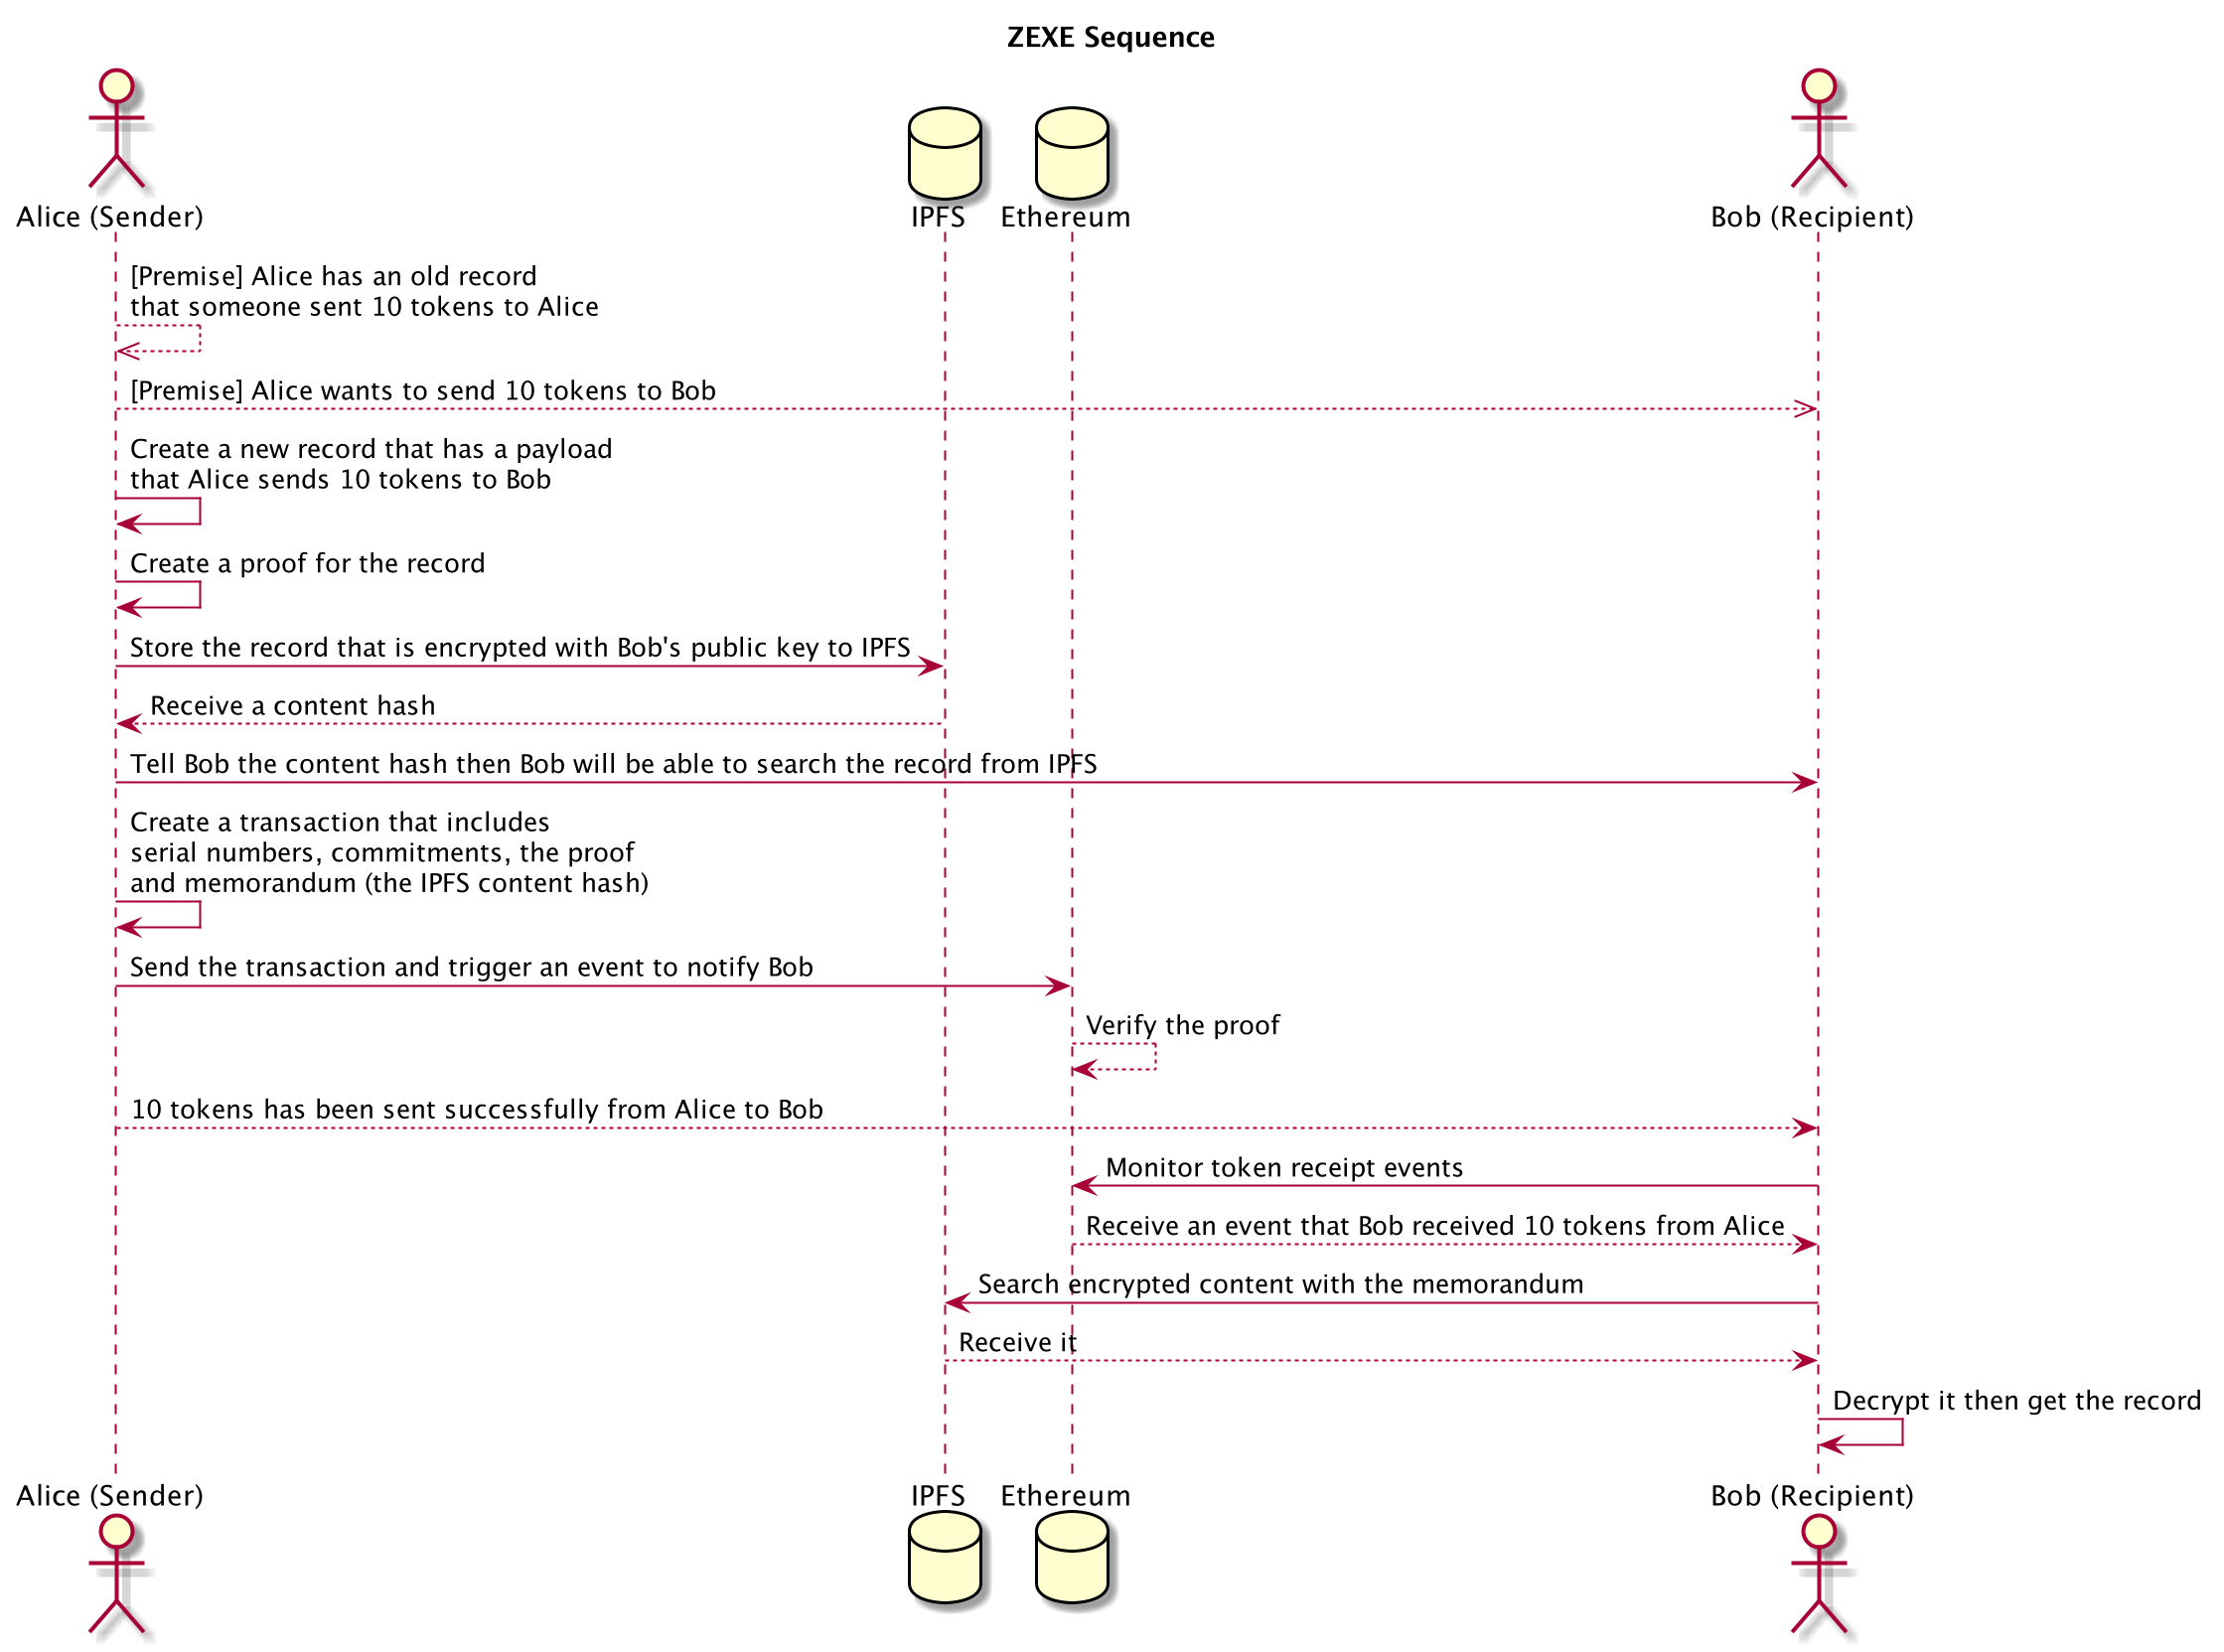 ZEXE Sequence
Alice (Sender)
IPFS
Ethereum
Bob (Recipient)
[Premise] Alice has an old record
that someone sent 10 tokens to Alice
[Premise] Alice wants to send 10 tokens to Bob
Create a new record that has a payload
that Alice sends 10 tokens to Bob
Create a proof for the record
Store the record that is encrypted with Bob's public key to IPFS
Receive a content hash
Tell Bob the content hash then Bob will be able to search the record from IPFS
Create a transaction that includes
serial numbers, commitments, the proof
and memorandum (the IPFS content hash)
Send the transaction and trigger an event to notify Bob
Verify the proof
10 tokens has been sent successfully from Alice to Bob
Monitor token receipt events
Receive an event that Bob received 10 tokens from Alice
Search encrypted content with the memorandum
Receive it
Decrypt it then get the record
Alice (Sender)
IPFS
Ethereum
Bob (Recipient)